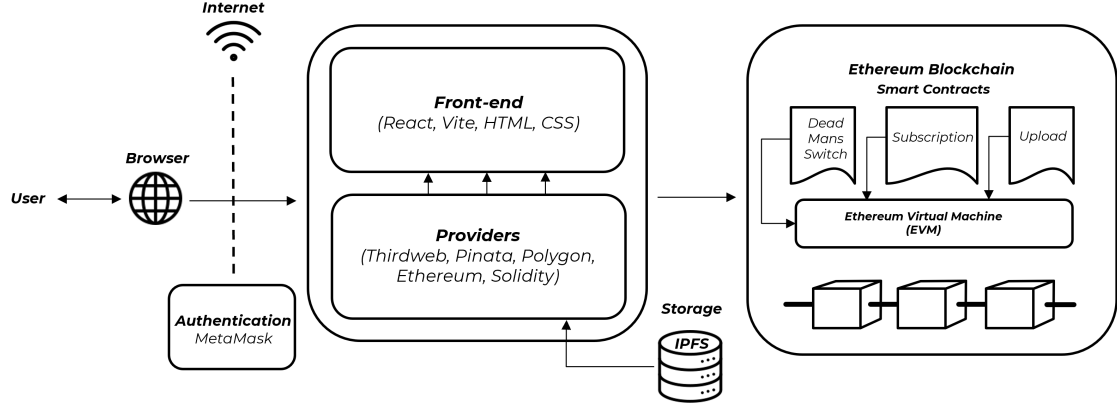 Internet
Browser
User
Authentication
MetaMask
Front-end
(React, Vite, HTML, CSS)
Providers
(Thirdweb, Pinata, Polygon,
Ethereum, Solidity)
Storage
IPFS
Ethereum Blockchain
Smart Contracts
Dead
Mans
Switch
Subscription
Upload
Ethereum Virtual Machine
(EVM)